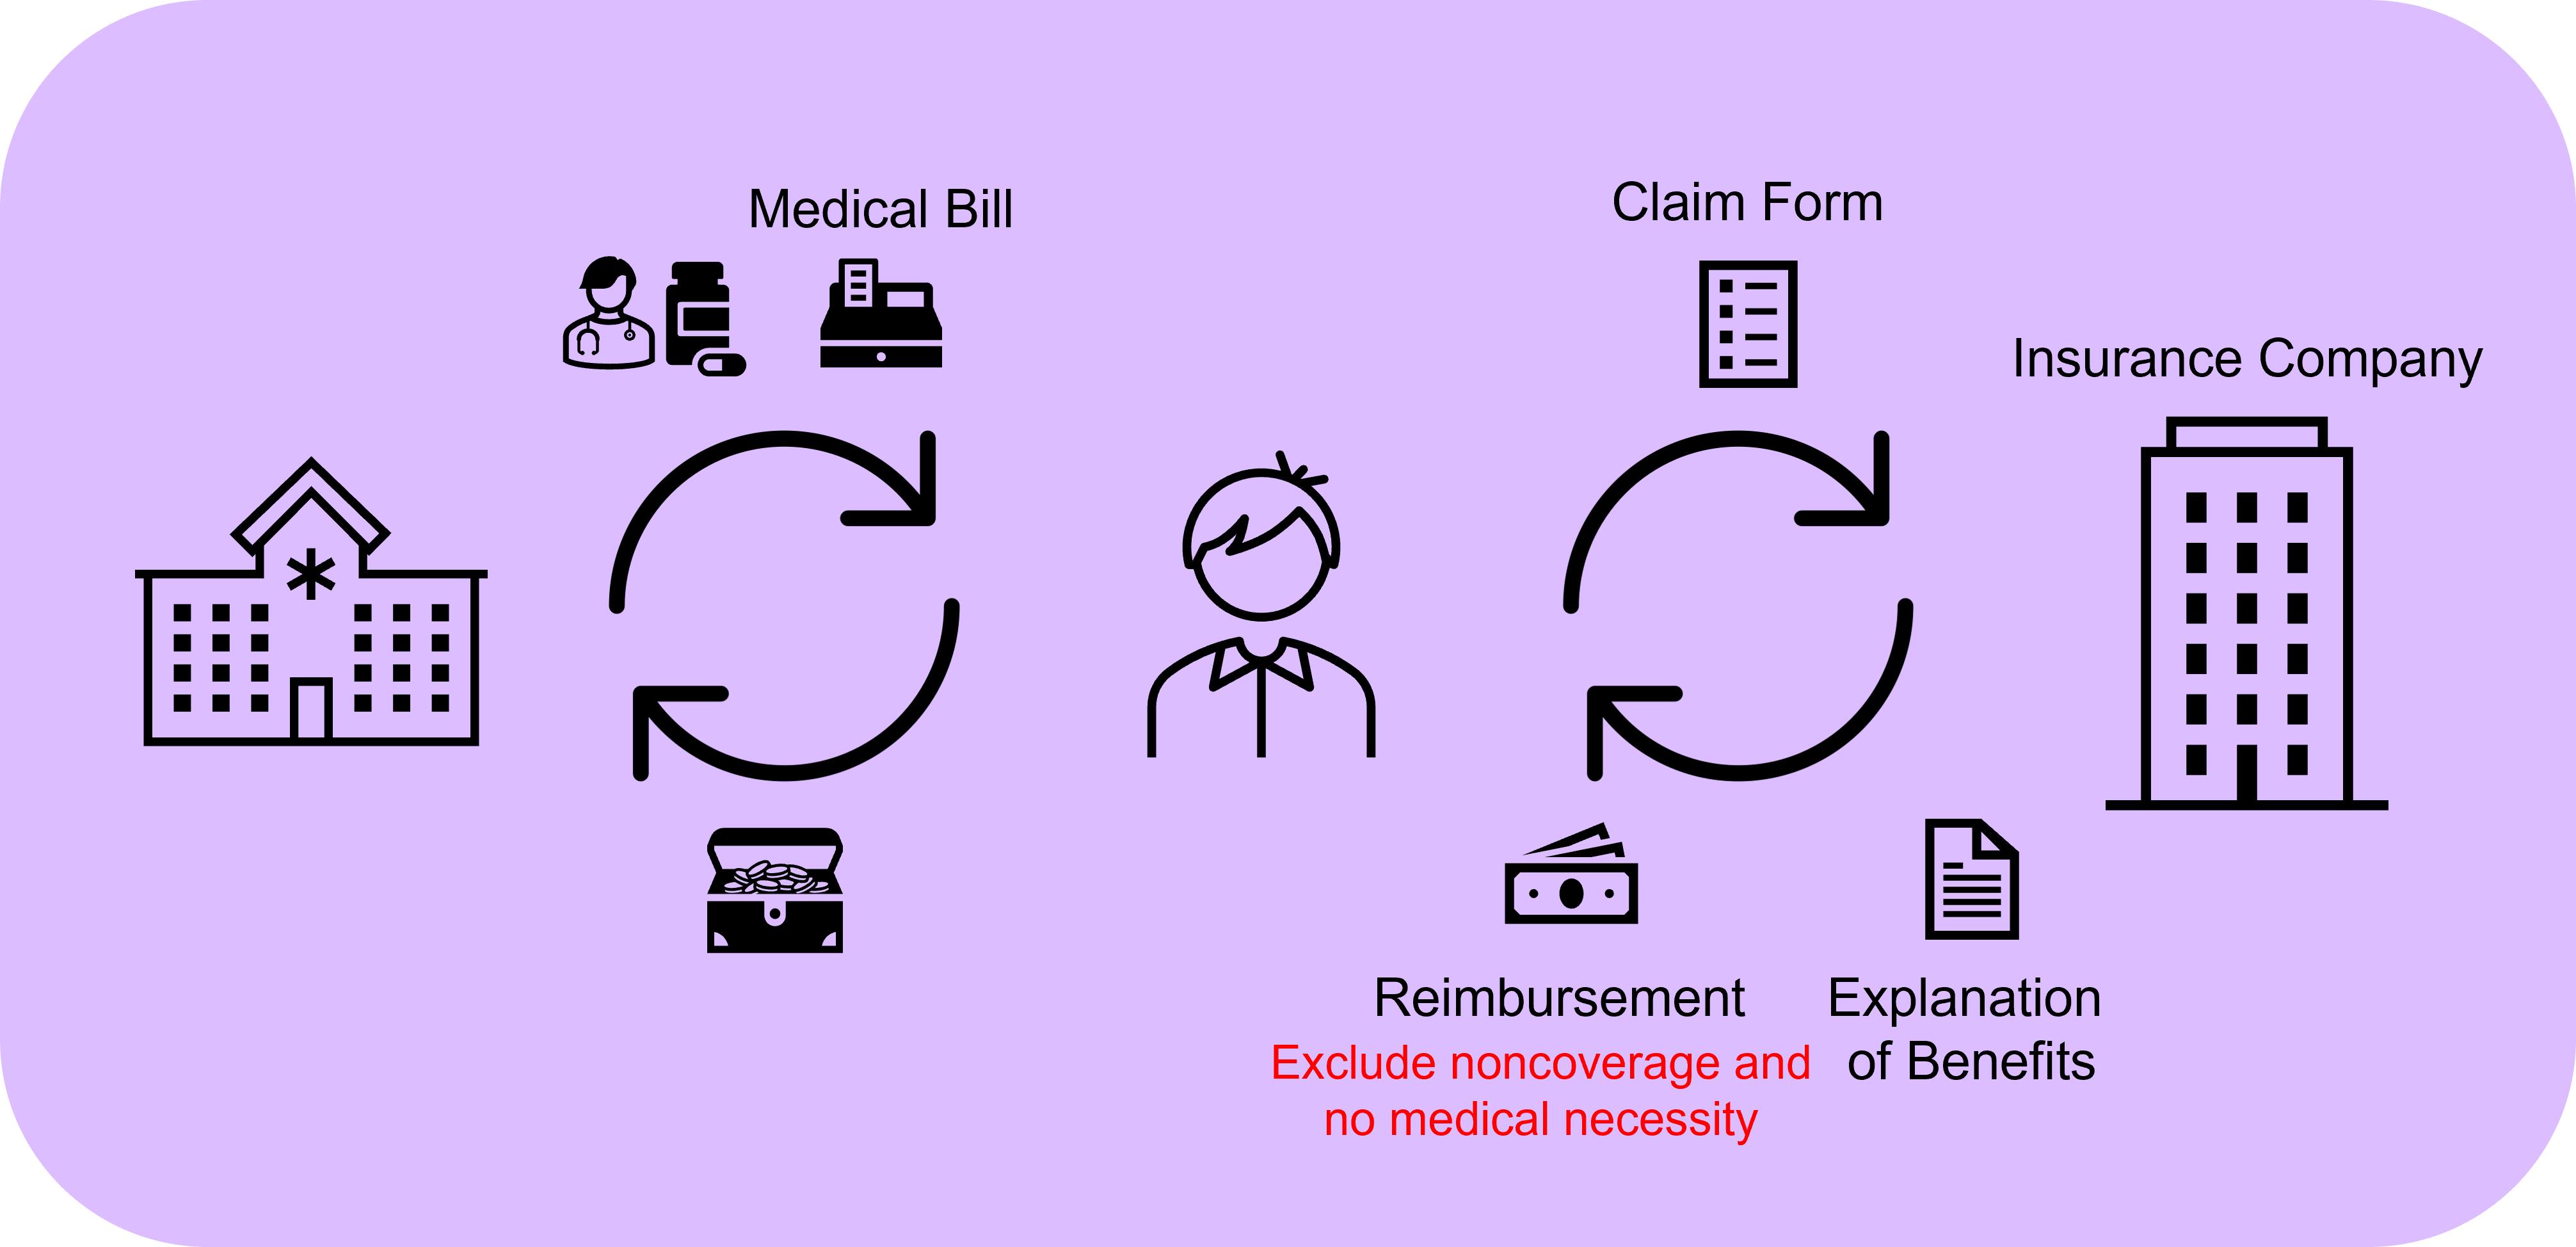 Medical Bill
Claim Form
Insurance Company
Reimbursement
Exclude noncoverage and
no medical necessity
Explanation
of Benefits